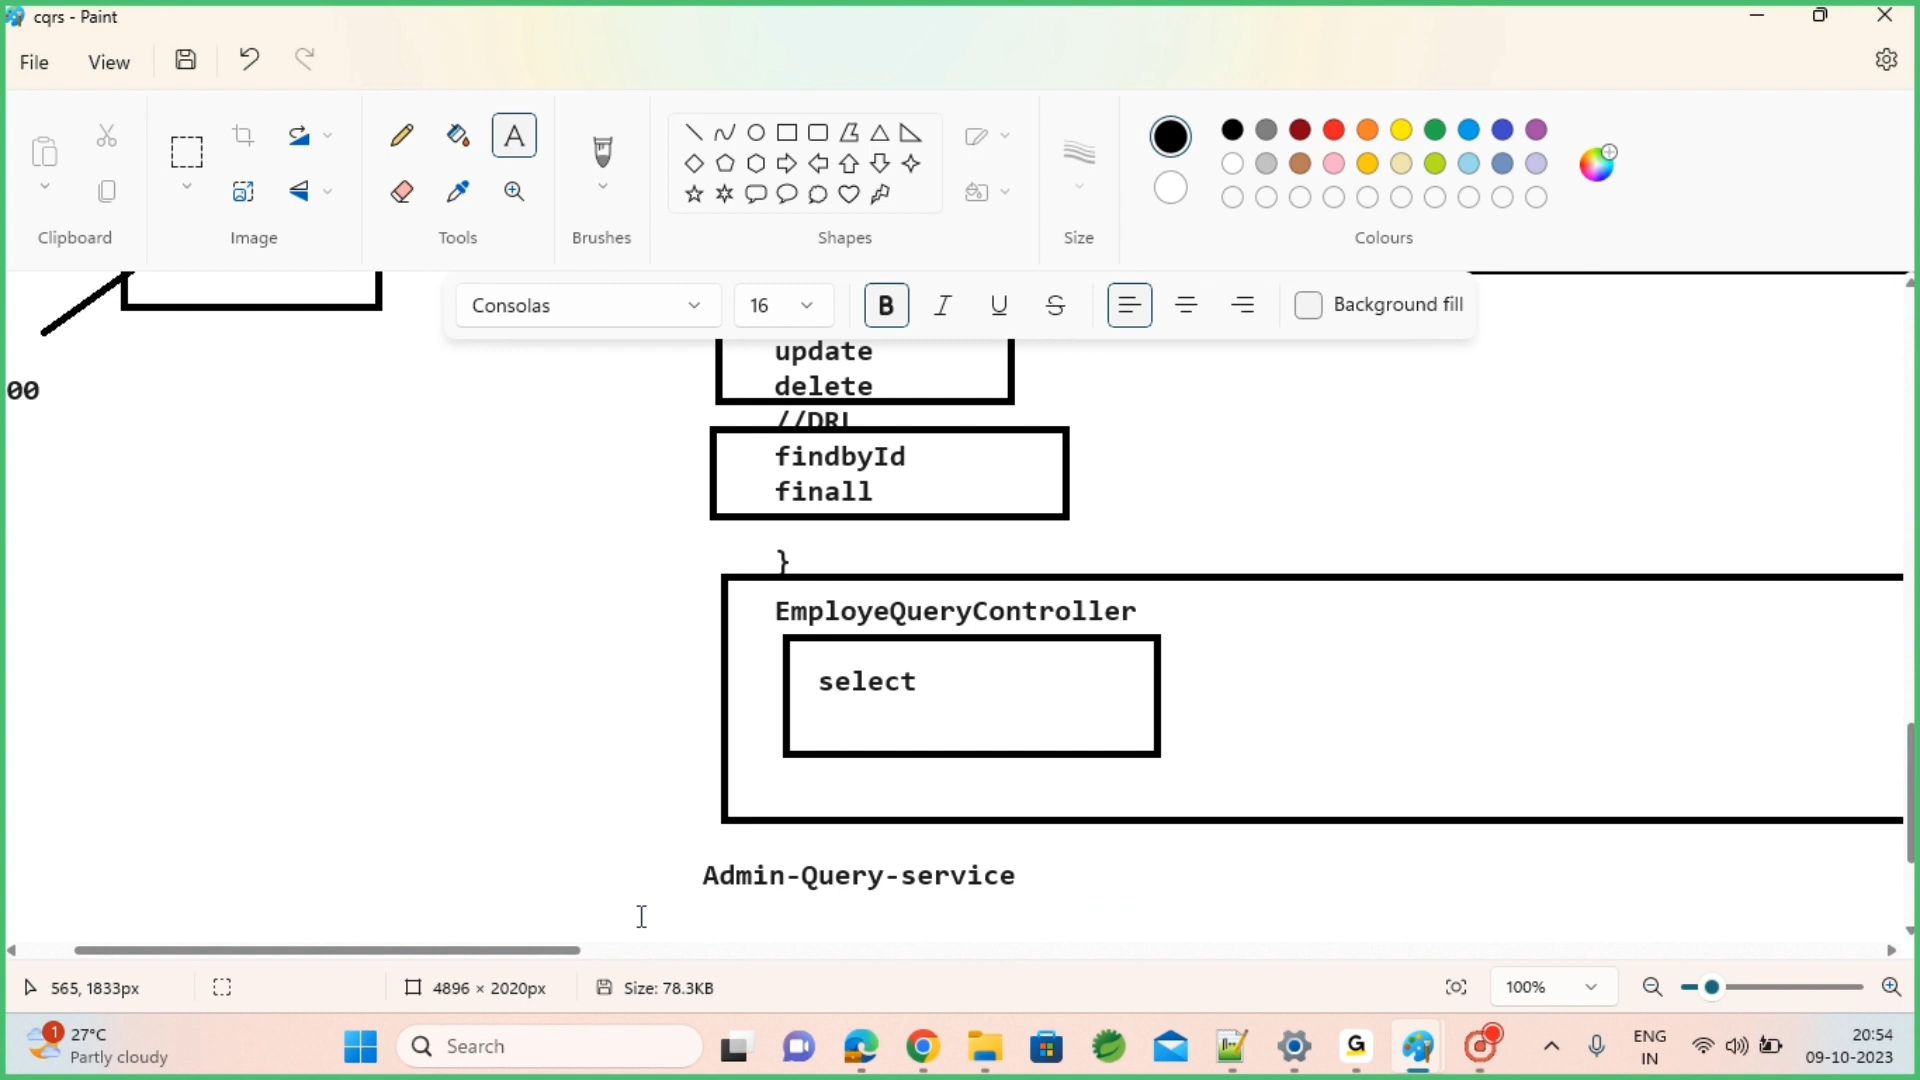 cqrs - Paint
File
View
Clipboard
Image
Tools
Brushes
Shapes
Size
Colours
Consolas
16
B
I
U
S
Background fill
update
delete
//DRL
00
findbyId
finall
}
EmployeQueryController
select
Admin-Query-service
565, 1833px
4896 × 2020px
Size: 78.3KB
100%
1
27°C
Partly cloudy
Search
ENG
IN
20:54
09-10-2023